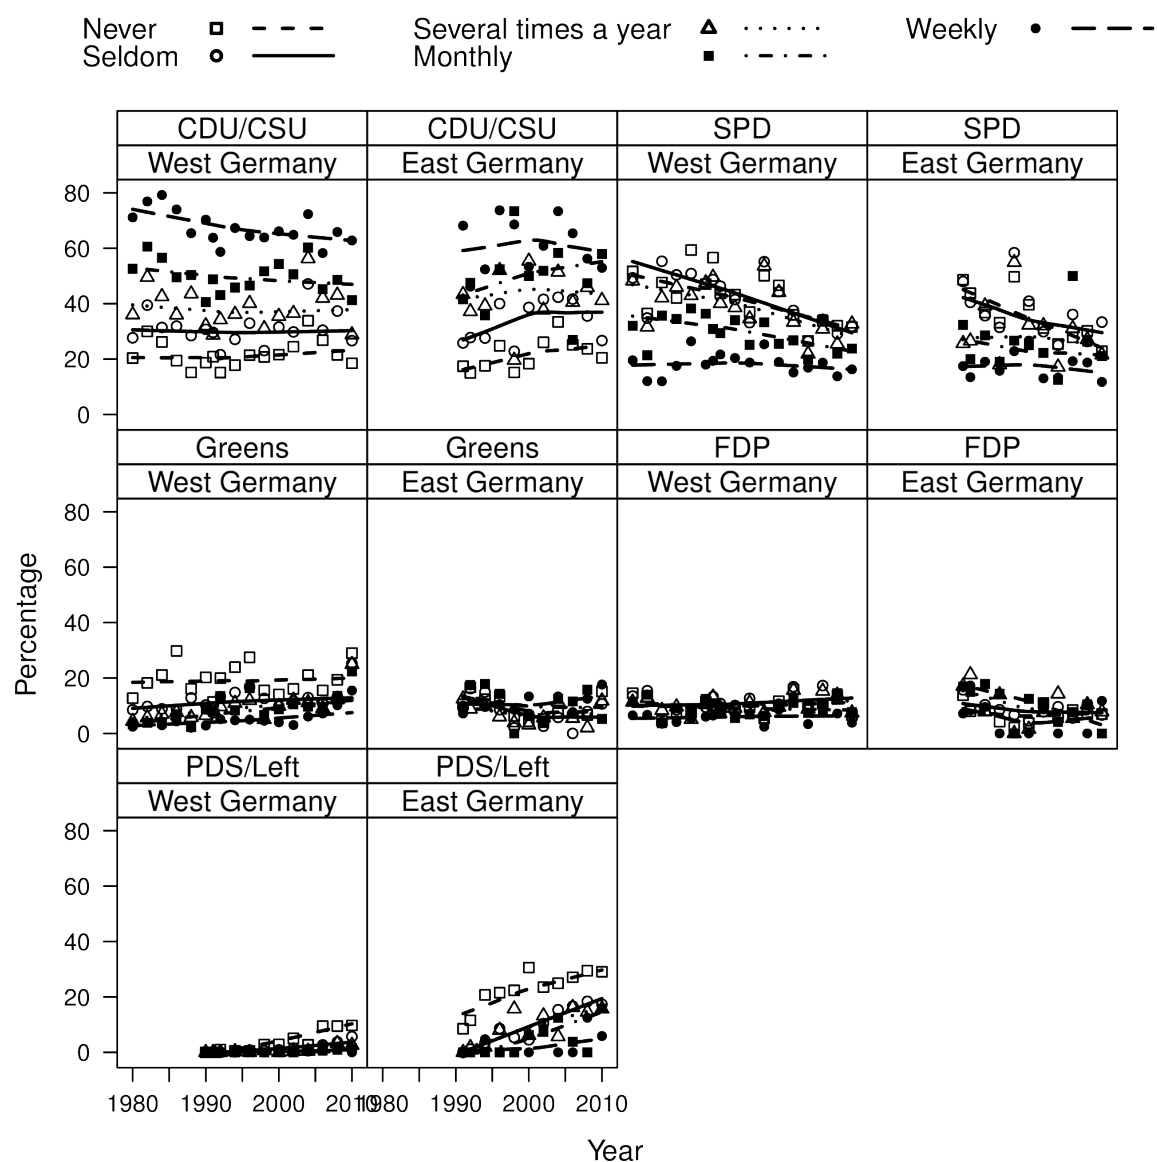 Never Several times a year Weekly
Seldom Monthly
CDU/CSU CDU/CSU SPD SPD
West Germany East Germany West Germany East Germany
80
60
40
20
0
Greens Greens FDP FDP
West Germany East Germany West Germany East Germany
80
60
40
20
0
Percentage
PDS/Left PDS/Left
West Germany East Germany
80
60
40
20
0
1980 1990 2000 2010 1980 1990 2000 2010
Year